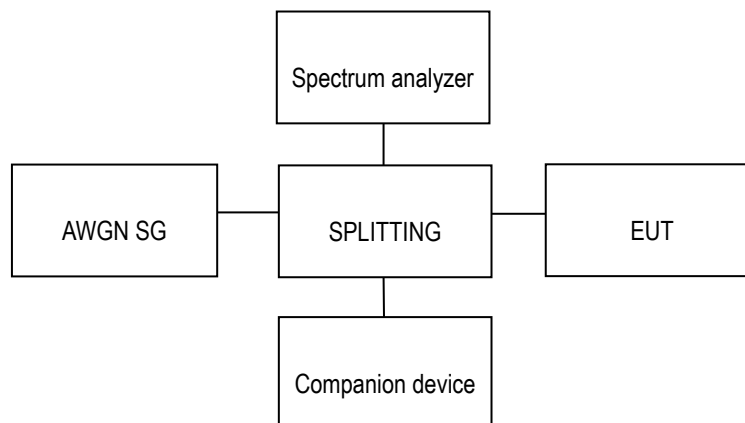 Spectrum analyzer
AWGN SG
SPLITTING
EUT
Companion device